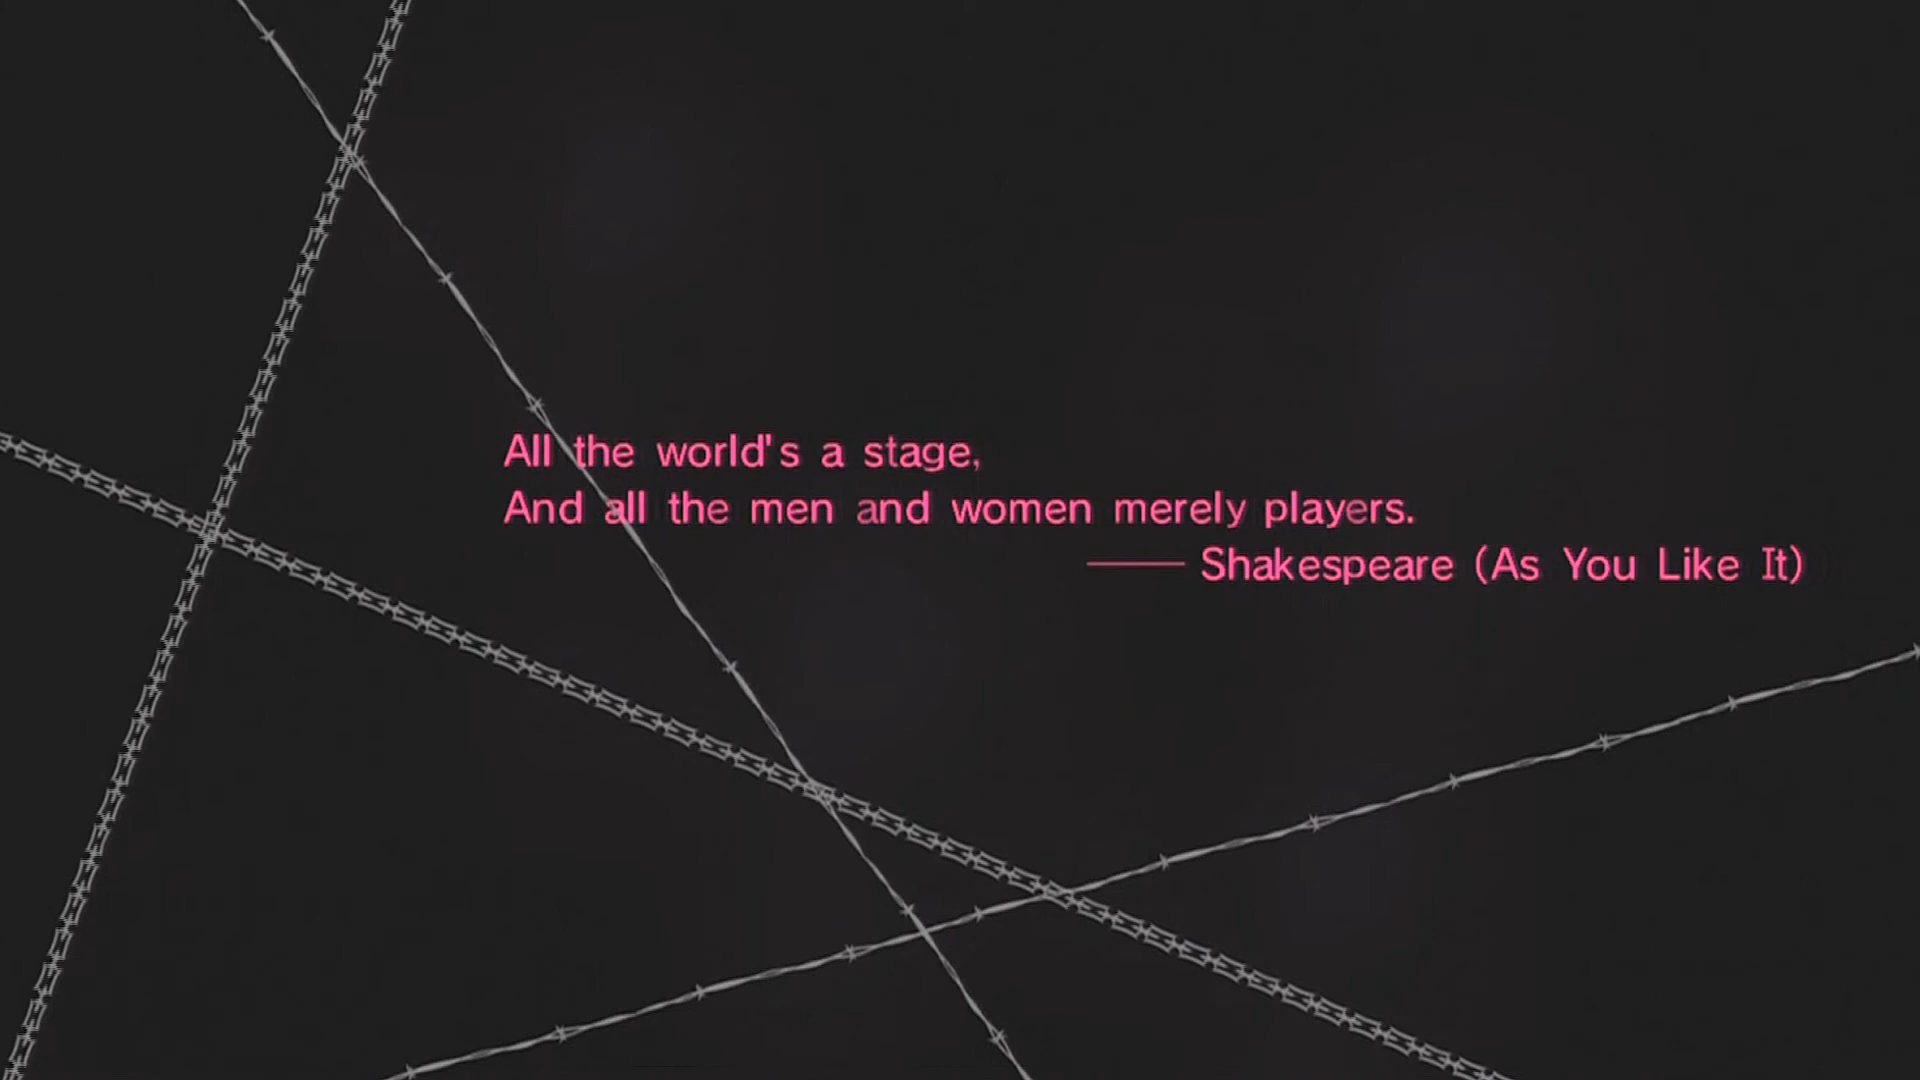 All the world's a stage,
And all the men and women merely players.
—— Shakespeare (As You Like It)